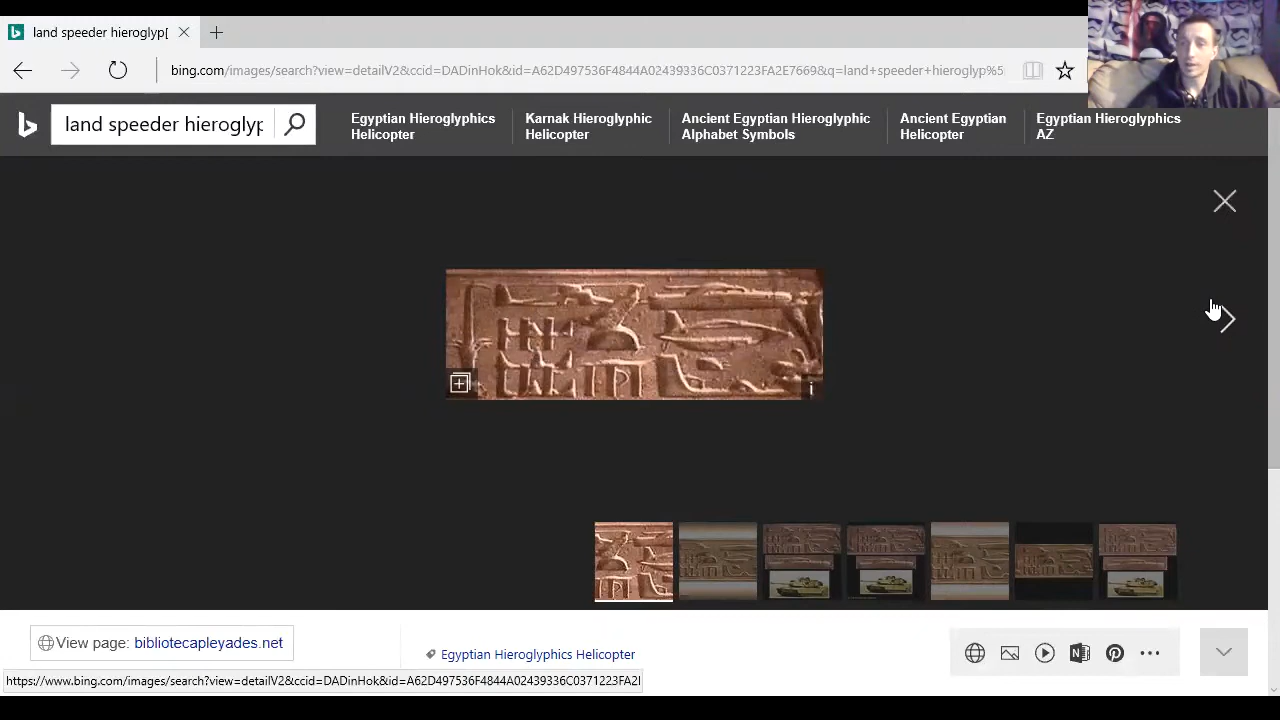 land speeder hieroglyp[
bing.com/images/search?view=detailV2&ccid=DADinHok&id=A62D497536F4844A02439336C0371223FA2E7669&q=land+speeder+hieroglyp%5
land speeder hieroglyp
Egyptian Hieroglyphics
Helicopter
Karnak Hieroglyphic
Helicopter
Ancient Egyptian Hieroglyphic
Alphabet Symbols
Ancient Egyptian
Helicopter
Egyptian Hieroglyphics
AZ
View page: bibliotecapleyades.net
Egyptian Hieroglyphics Helicopter
https://www.bing.com/images/search?view=detailV2&ccid=DADinHok&id=A62D497536F4844A02439336C0371223FA2I